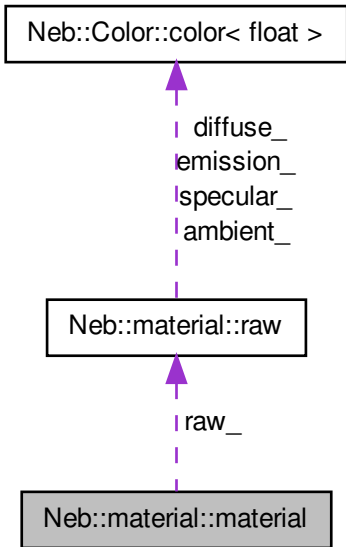 Neb::Color::color< float >
diffuse_
emission_
specular_
ambient_
Neb::material::raw
raw_
Neb::material::material